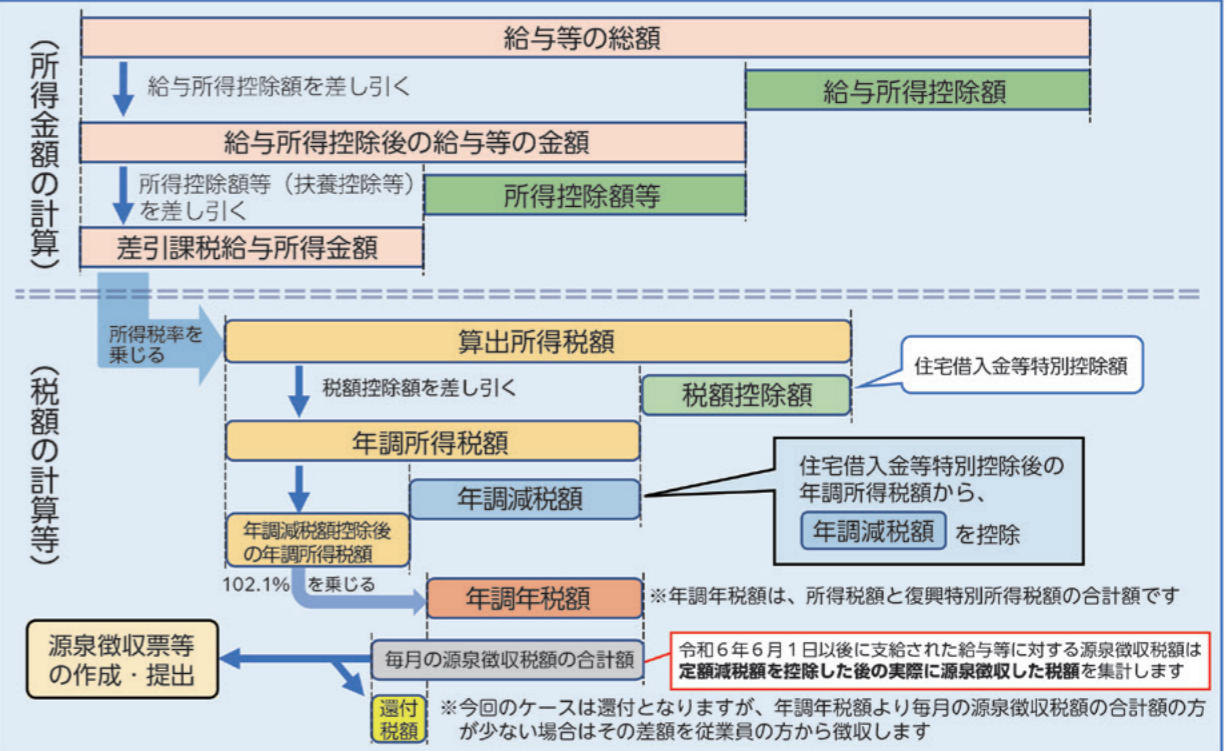 （所得金額の計算）
給与等の総額
給与所得控除額を差し引く
給与所得控除額
給与所得控除後の給与等の金額
所得控除額等（扶養控除等）
を差し引く
所得控除額等
差引課税給与所得金額
（税額の計算等）
所得税率を
乗じる
算出所得税額
住宅借入金等特別控除額
税額控除額を差し引く
税額控除額
年調所得税額
住宅借入金等特別控除後の
年調所得税額から、
年調減税額 を控除
年調減税額
年調減税額控除後
の年調所得税額
102.1% を乗じる
年調年税額
※年調年税額は、所得税額と復興特別所得税額の合計額です
源泉徴収票等
の作成・提出
毎月の源泉徴収税額の合計額
令和６年６月１日以後に支給された給与等に対する源泉徴収税額は
定額減税額を控除した後の実際に源泉徴収した税額を集計します
還付
税額
※今回のケースは還付となりますが、年調年税額より毎月の源泉徴収税額の合計額の方
が少ない場合はその差額を従業員の方から徴収します